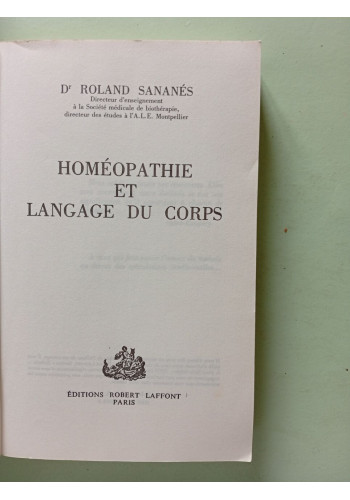 Dr ROLAND SANANÉS
Directeur d'enseignement
à la Société médicale de biothérapie,
directeur des études à l'A.L.E. Montpellier
HOMÉOPATHIE
ET
LANGAGE DU CORPS
ÉDITIONS ROBERT LAFFONT
PARIS